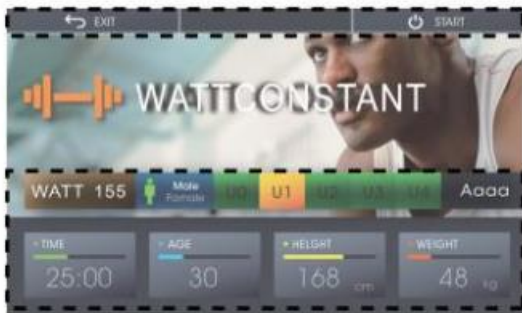 EXIT START
WATTCONSTANT
WATT 155 Male U0 U1 U2 U3 U4 Aaaa
Female
TIME AGE HELGHT WEIGHT
25:00 30 168 cm 48 kg